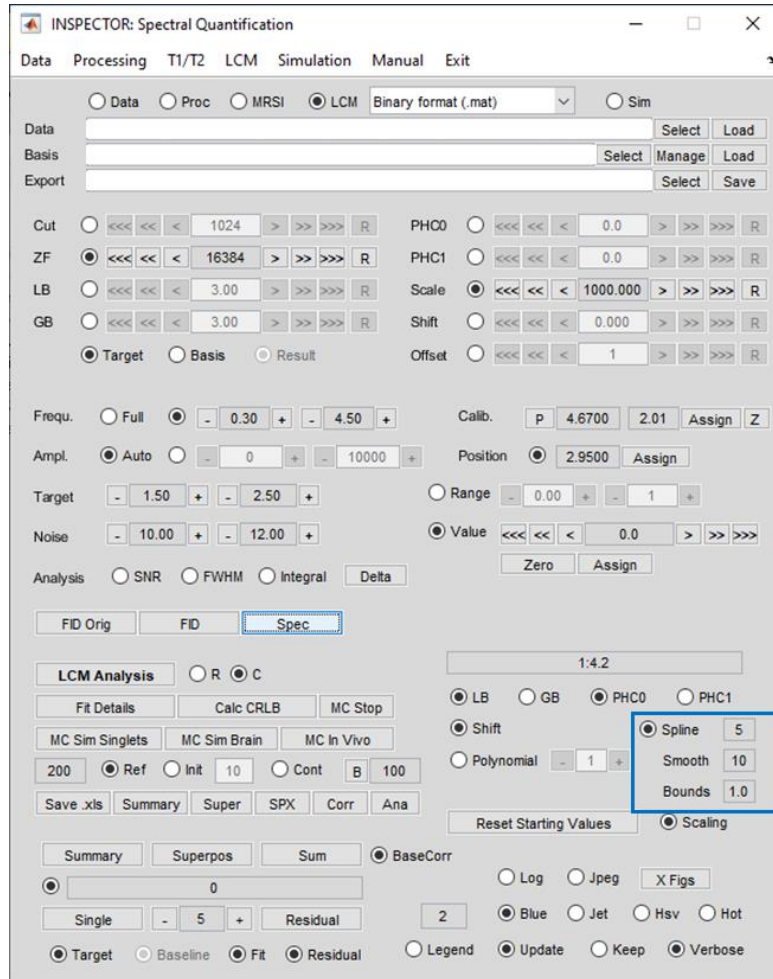 INSPECTOR: Spectral Quantification
Data Processing T1/T2 LCM Simulation Manual Exit
Data Proc MRSI LCM Binary format (.mat) Sim
Data Select Load
Basis Select Manage Load
Export Select Save
Cut <<< << < 1024 > >> >>> R PHC0 <<< << < 0.0 > >> >>> R
ZF <<< << < 16384 > >> >>> R PHC1 <<< << < 0.0 > >> >>> R
LB <<< << < 3.00 > >> >>> R Scale <<< << < 1000.000 > >> >>> R
GB <<< << < 3.00 > >> >>> R Shift <<< << < 0.000 > >> >>> R
Target Basis Result Offset <<< << < 1 > >> >>> R
Frequ. Full - 0.30 + - 4.50 + Calib. P 4.6700 2.01 Assign Z
Ampl. Auto - 0 + - 10000 + Position 2.9500 Assign
Target - 1.50 + - 2.50 + Range - 0.00 + - 1 +
Noise - 10.00 + - 12.00 + Value <<< << < 0.0 > >> >>>
Zero Assign
Analysis SNR FWHM Integral Delta
FID Orig FID Spec
1:4.2
LCM Analysis R C
LB GB PHC0 PHC1
Fit Details Calc CRLB MC Stop
Shift Spline 5
MC Sim Singlets MC Sim Brain MC In Vivo
Polynomial - 1 + Smooth 10
200 Ref Init 10 Cont B 100
Bounds 1.0
Save .xls Summary Super SPX Corr Ana
Reset Starting Values Scaling
Summary Superpos Sum BaseCorr
Log Jpeg X Figs
0
Single - 5 + Residual 2 Blue Jet Hsv Hot
Target Baseline Fit Residual Legend Update Keep Verbose